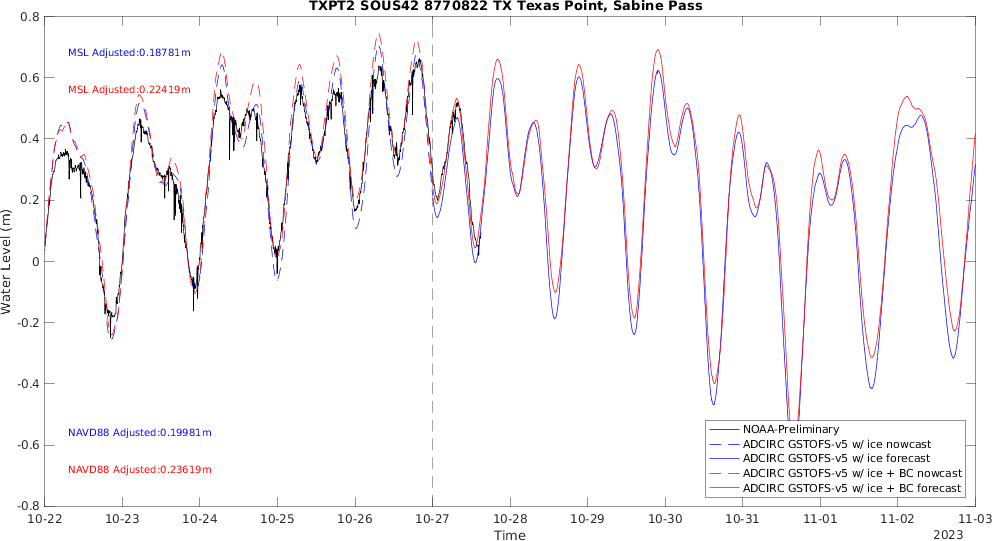 TXPT2 SOUS42 8770822 TX Texas Point, Sabine Pass
0.8
0.6
0.4
0.2
0
-0.2
-0.4
-0.6
-0.8
Water Level (m)
MSL Adjusted:0.18781m
MSL Adjusted:0.22419m
NAVD88 Adjusted:0.19981m
NAVD88 Adjusted:0.23619m
NOAA-Preliminary
ADCIRC GSTOFS-v5 w/ ice nowcast
ADCIRC GSTOFS-v5 w/ ice forecast
ADCIRC GSTOFS-v5 w/ ice + BC nowcast
ADCIRC GSTOFS-v5 w/ ice + BC forecast
10-22 10-23 10-24 10-25 10-26 10-27 10-28 10-29 10-30 10-31 11-01 11-02 11-03
Time
2023